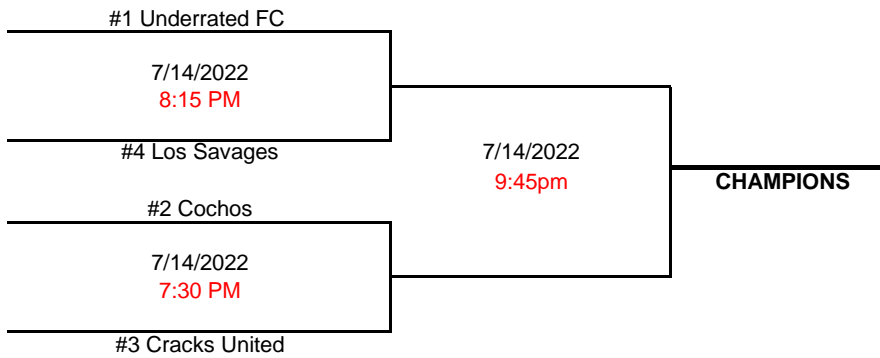 #1 Underrated FC
7/14/2022
8:15 PM
#4 Los Savages
7/14/2022
9:45pm
CHAMPIONS
#2 Cochos
7/14/2022
7:30 PM
#3 Cracks United